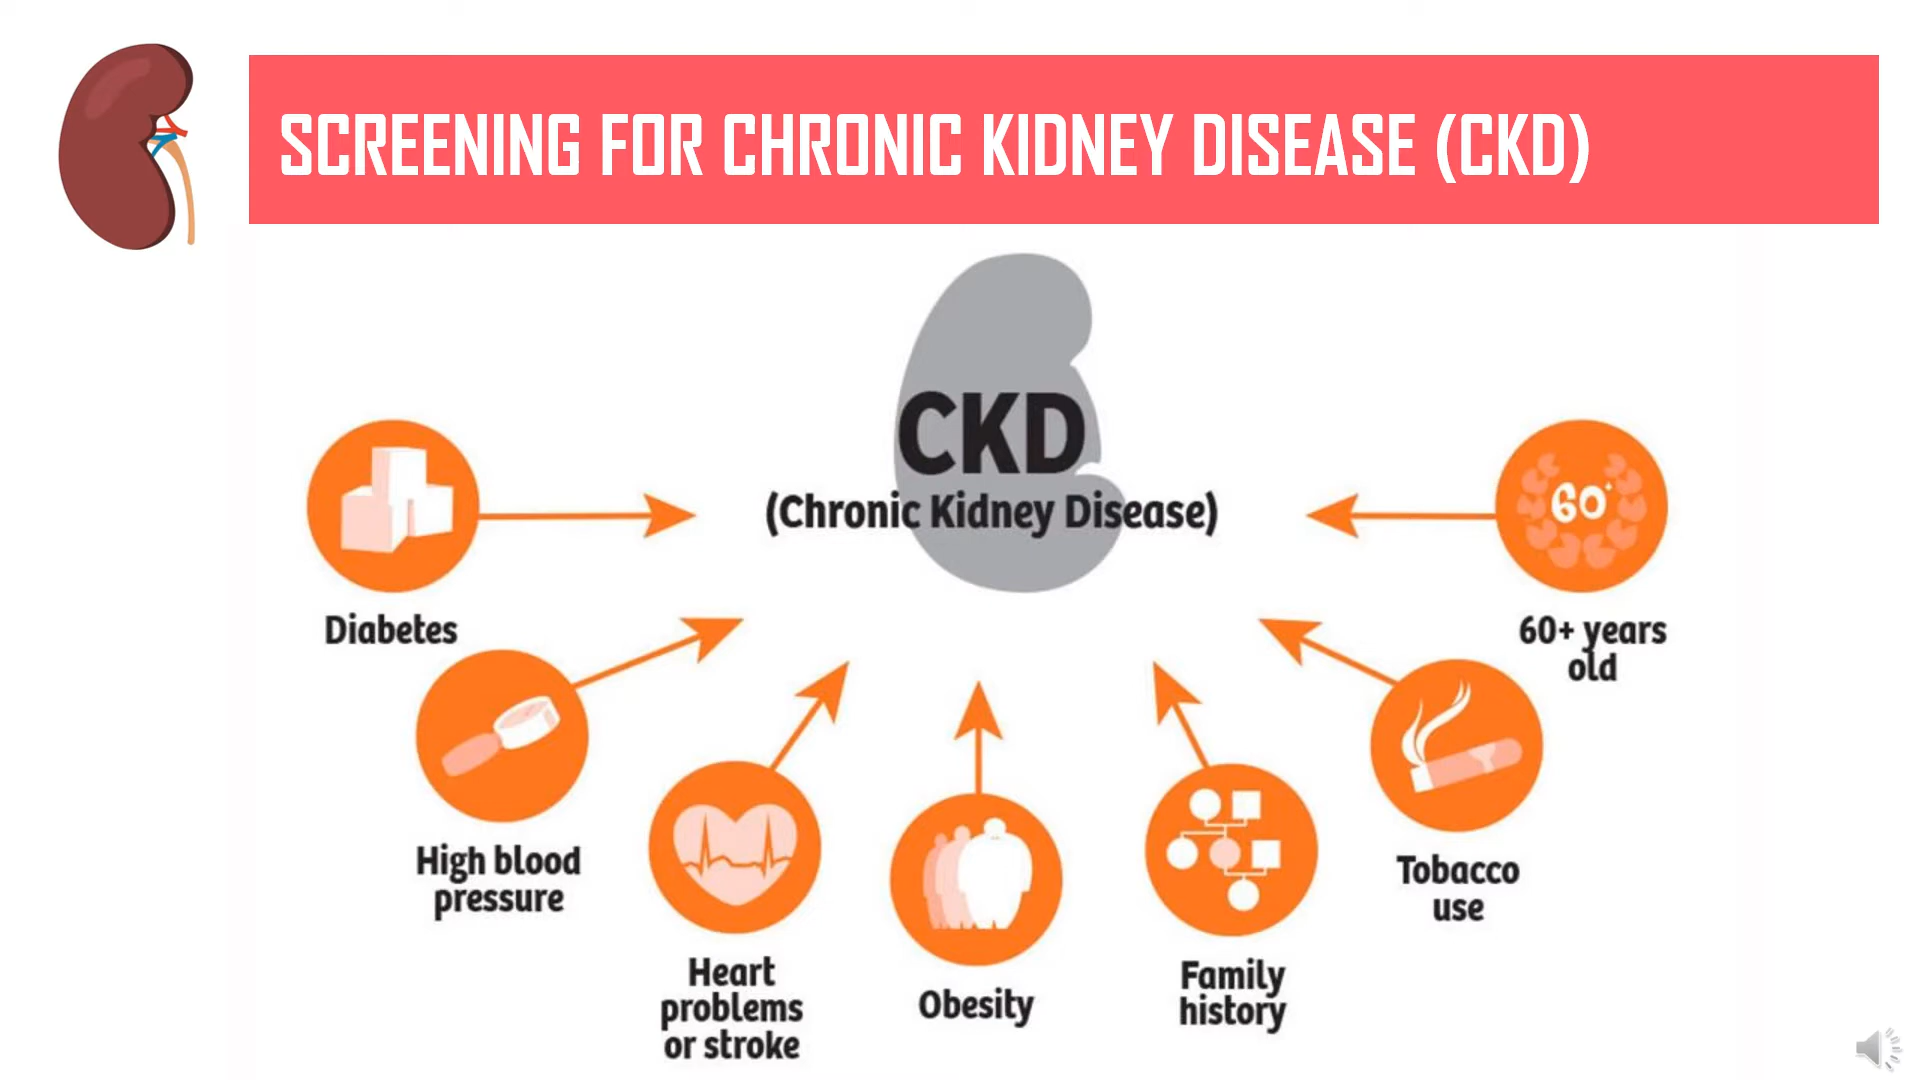 SCREENING FOR CHRONIC KIDNEY DISEASE (CKD)
CKD
(Chronic Kidney Disease)
Diabetes
High blood
pressure
Heart
problems
or stroke
Obesity
Family
history
Tobacco
use
60+
60+ years
old